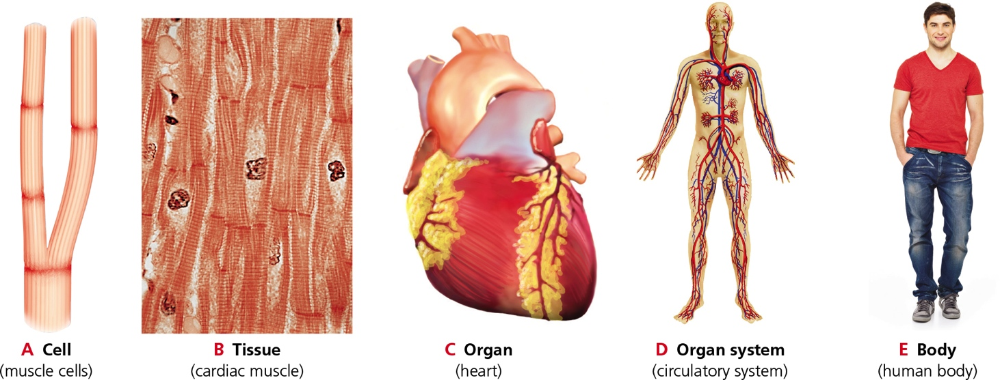 A Cell
(muscle cells)
B Tissue
(cardiac muscle)
C Organ
(heart)
D Organ system
(circulatory system)
E Body
(human body)